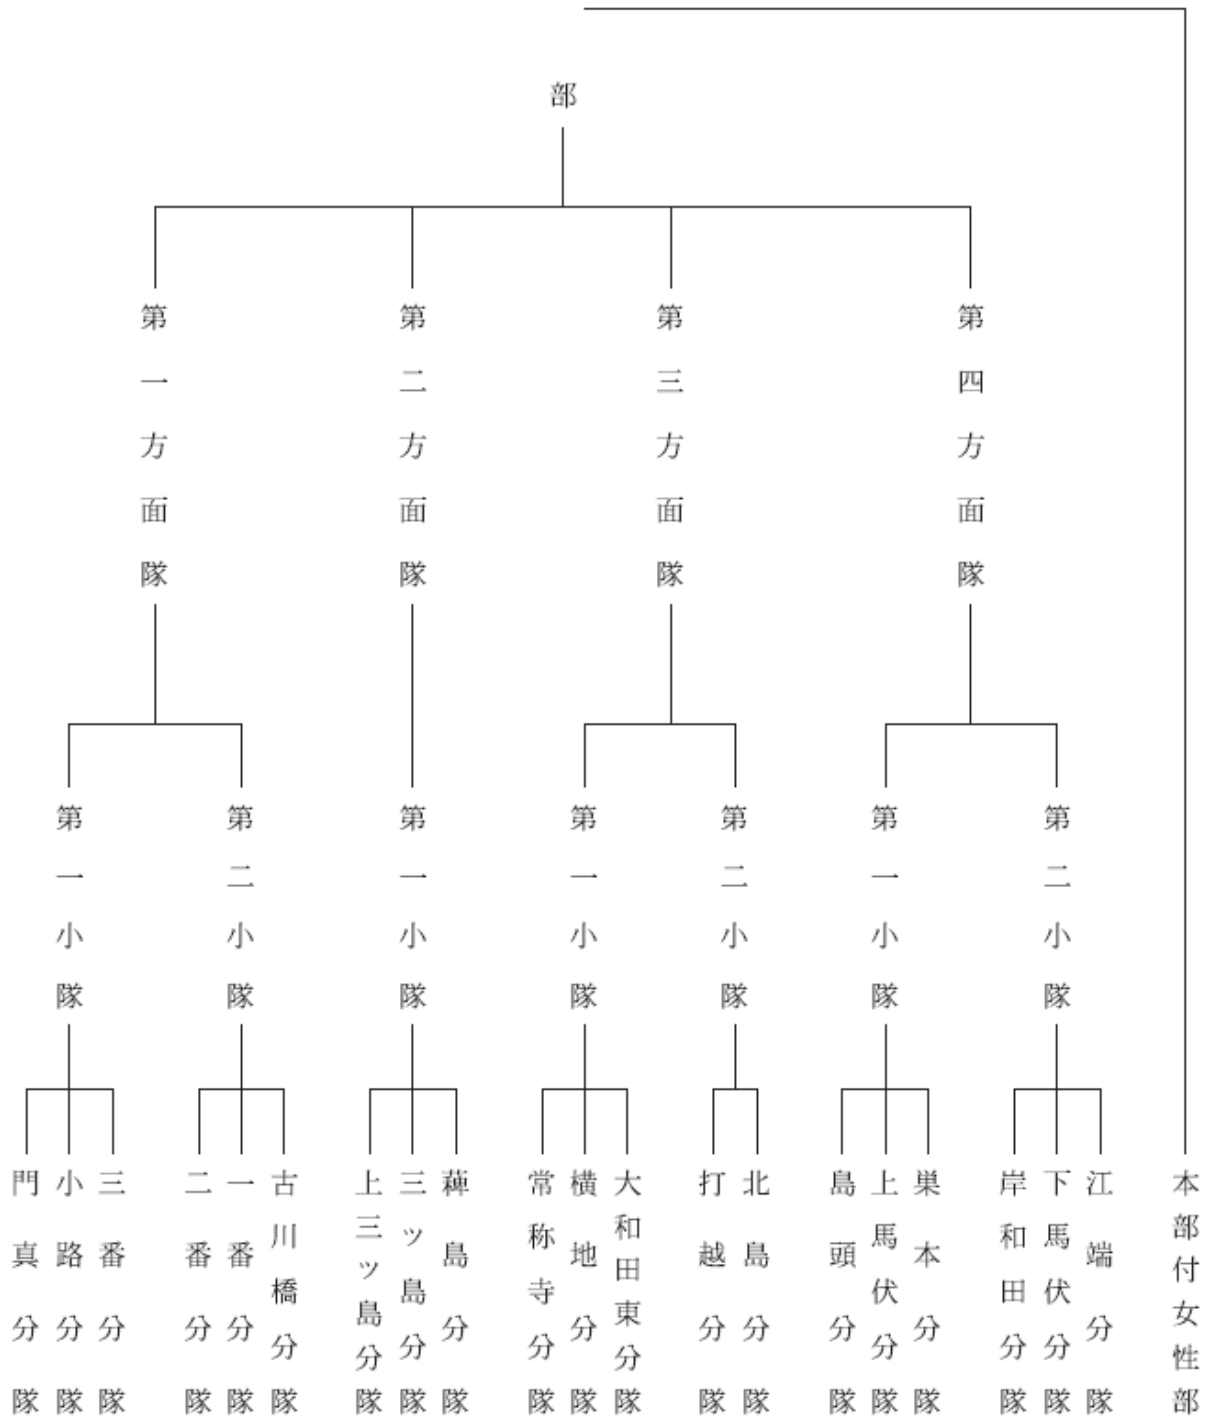 部
第一方面隊
第二方面隊
第三方面隊
第四方面隊
第一小隊
第二小隊
第一小隊
第一小隊
第二小隊
第一小隊
第二小隊
門真分隊
小路分隊
三番分隊
二番分隊
一番分隊
古川橋分隊
上三ッ島分隊
三ッ島分隊
薭島分隊
常称寺分隊
横地分隊
大和田東分隊
打越分隊
北島分隊
島頭分隊
上馬伏分隊
巣本分隊
岸和田分隊
下馬伏分隊
江端分隊
本部付女性部